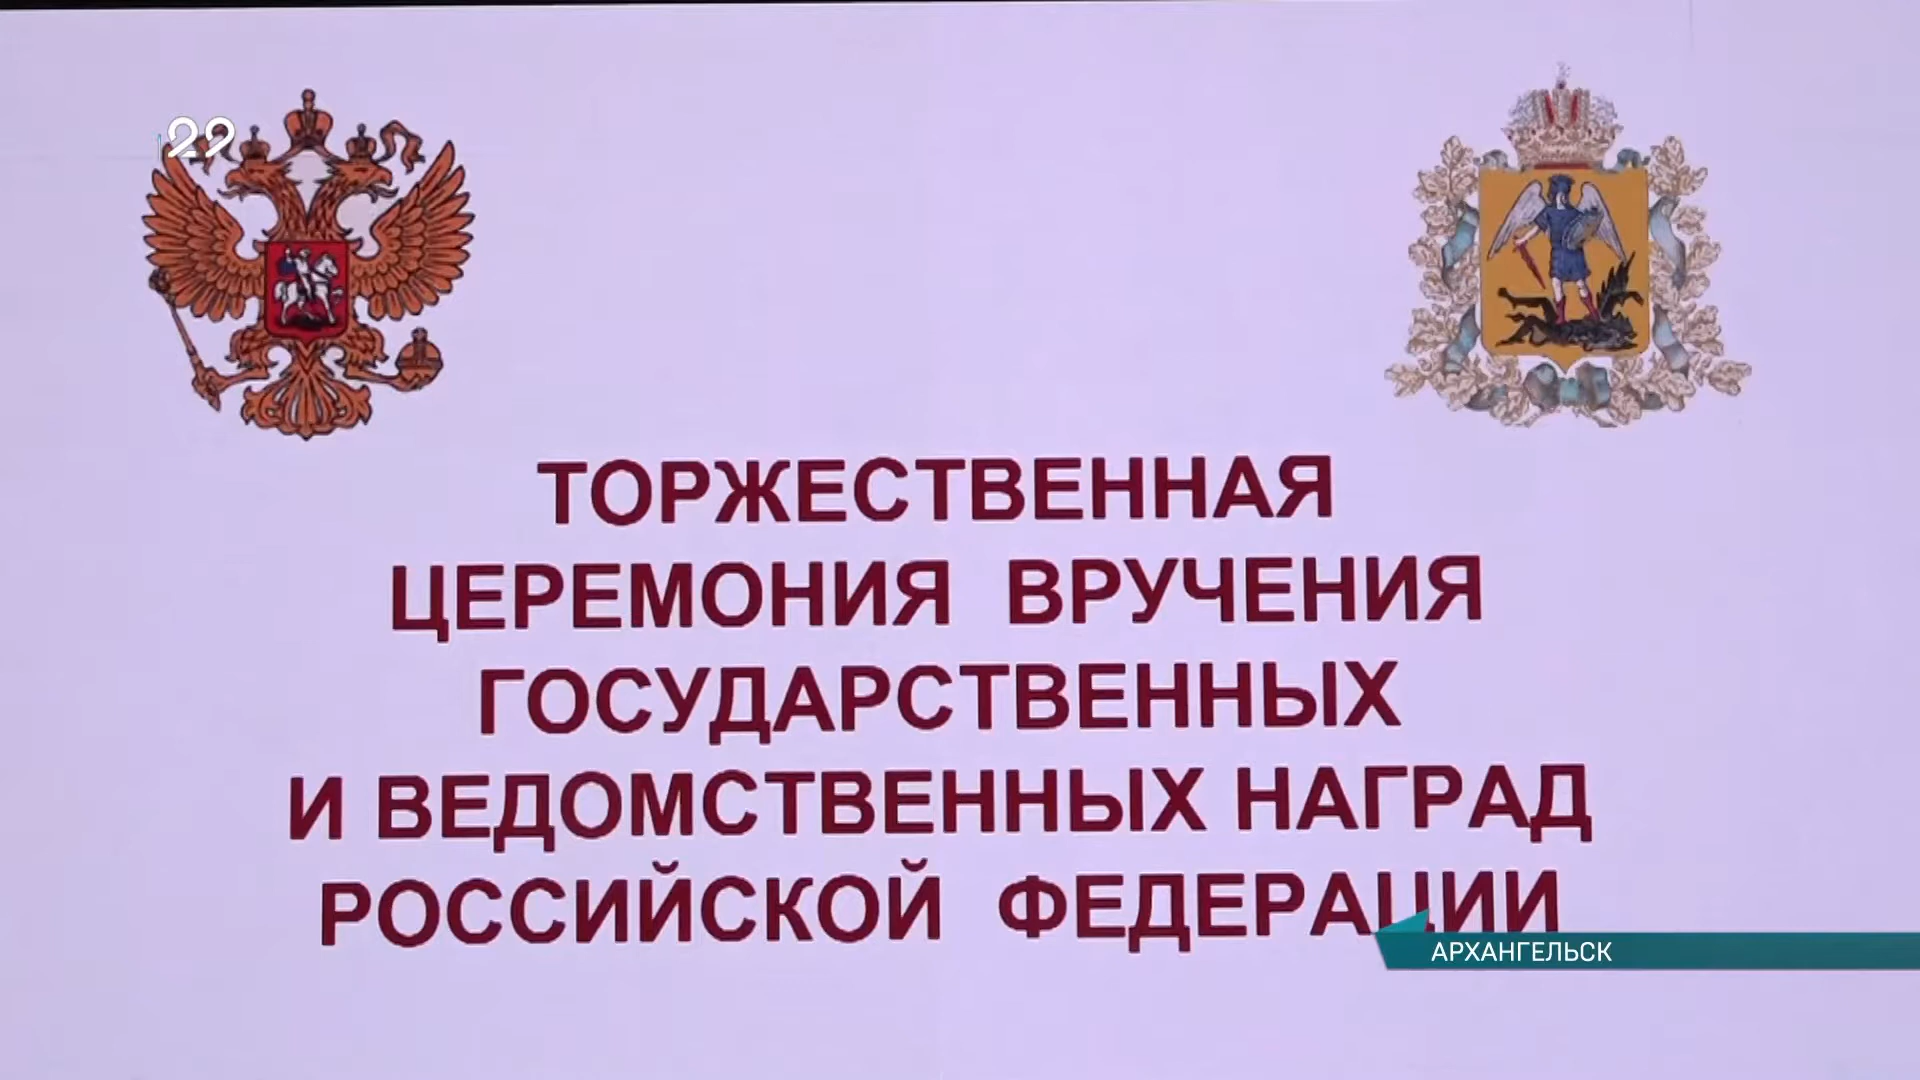 29
ТОРЖЕСТВЕННАЯ
ЦЕРЕМОНИЯ ВРУЧЕНИЯ
ГОСУДАРСТВЕННЫХ
И ВЕДОМСТВЕННЫХ НАГРАД
РОССИЙСКОЙ ФЕДЕРАЦИИ
АРХАНГЕЛЬСК